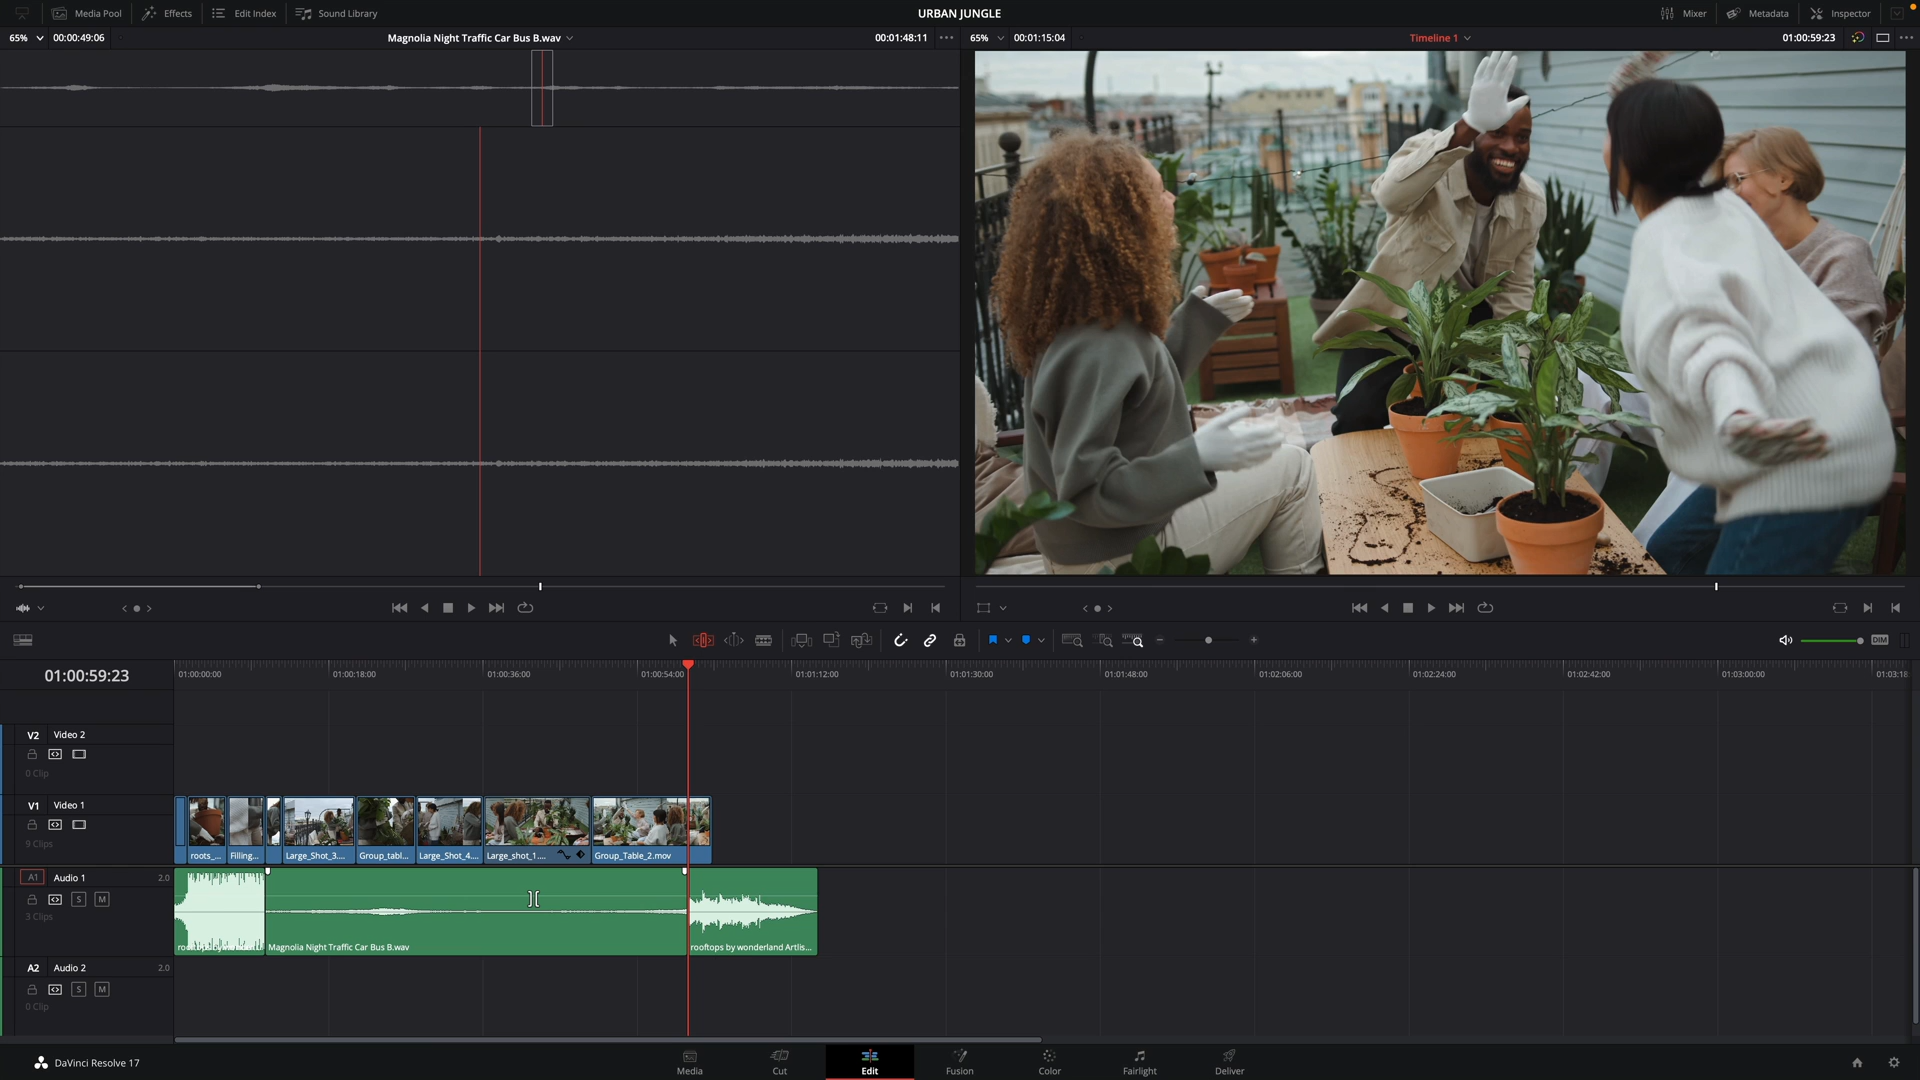 Media Pool Effects Edit Index Sound Library URBAN JUNGLE Mixer Metadata Inspector
65% 00:00:49:06 Magnolia Night Traffic Car Bus B.wav 00:01:48:11 ••• 65% 00:01:15:04 Timeline 1 01:00:59:23 •••
DIM
01:00:59:23 01:00:00:00 01:00:18:00 01:00:36:00 01:00:54:00 01:01:12:00 01:01:30:00 01:01:48:00 01:02:06:00 01:02:24:00 01:02:42:00 01:03:00:00 01:03:18
V2 Video 2
0 Clip
V1 Video 1
9 Clips
roots_... Filling... Large_Shot_3.... Group_tabl... Large_Shot_4.... Large_shot_1.... Group_Table_2.mov
A1 Audio 1 2.0
S M
3 Clips
Magnolia Night Traffic Car Bus B.wav rooftops by wonderland Artlis...
A2 Audio 2 2.0
S M
0 Clip
DaVinci Resolve 17 Media Cut Edit Fusion Color Fairlight Deliver